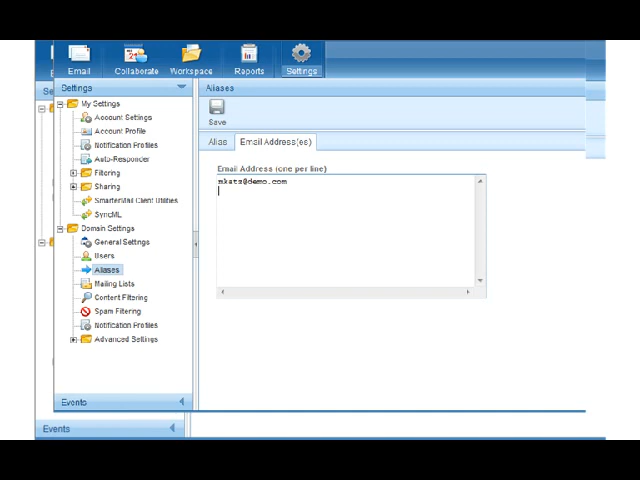 Email Collaborate Workspace Reports Settings
Settings
Aliases
My Settings
Account Settings
Account Profile
Notification Profiles
Auto-Responder
Filtering
Sharing
SmarterMail Client Utilities
SyncML
Domain Settings
General Settings
Users
Aliases
Mailing Lists
Content Filtering
Spam Filtering
Notification Profiles
Advanced Settings
Events
Save
Alias Email Address(es)
Email Address (one per line)
mkats@demo.com
Events